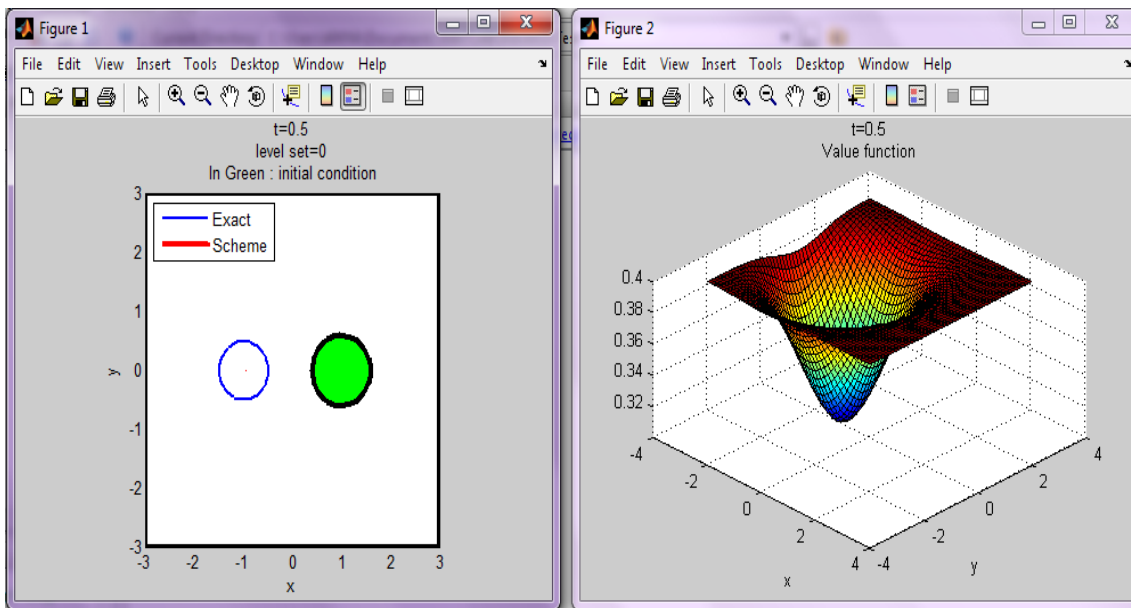 Figure 1
File Edit View Insert Tools Desktop Window Help
t=0.5
level set=0
In Green : initial condition
Exact
Scheme
3
2
1
0
-1
-2
-3
y
-3 -2 -1 0 1 2 3
x
Figure 2
File Edit View Insert Tools Desktop Window Help
t=0.5
Value function
0.4
0.38
0.36
0.34
0.32
-4 -2 0 2 4
x
-4 -2 0 2 4
y